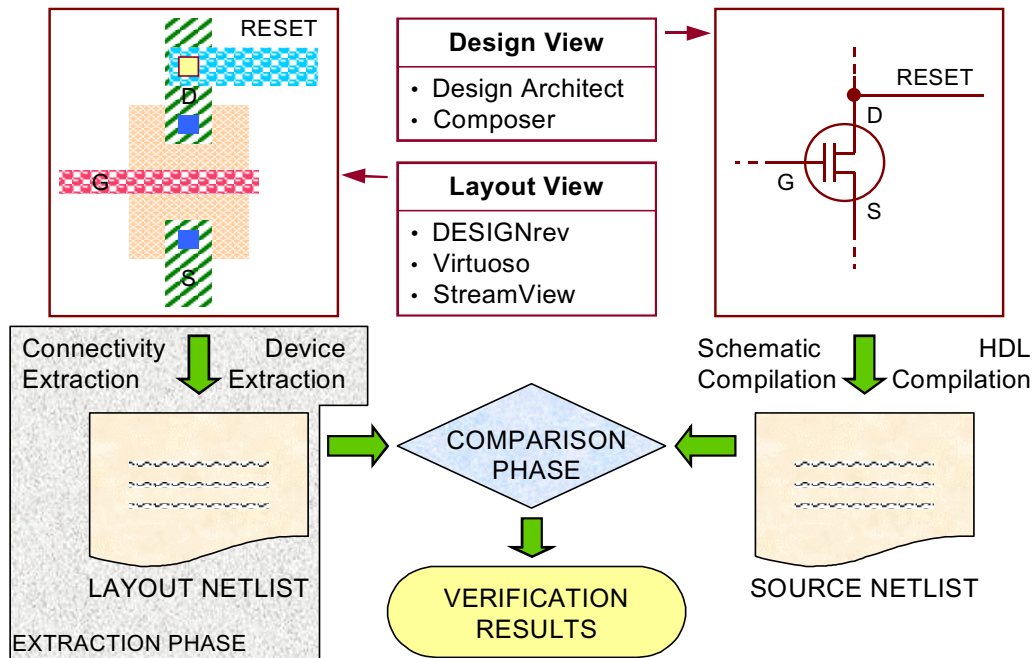 RESET
D
G
S
Design View
• Design Architect
• Composer
Layout View
• DESIGNrev
• Virtuoso
• StreamView
RESET
D
G
S
Connectivity
Extraction
Device
Extraction
Schematic
Compilation
HDL
Compilation
COMPARISON
PHASE
LAYOUT NETLIST
SOURCE NETLIST
VERIFICATION
RESULTS
EXTRACTION PHASE